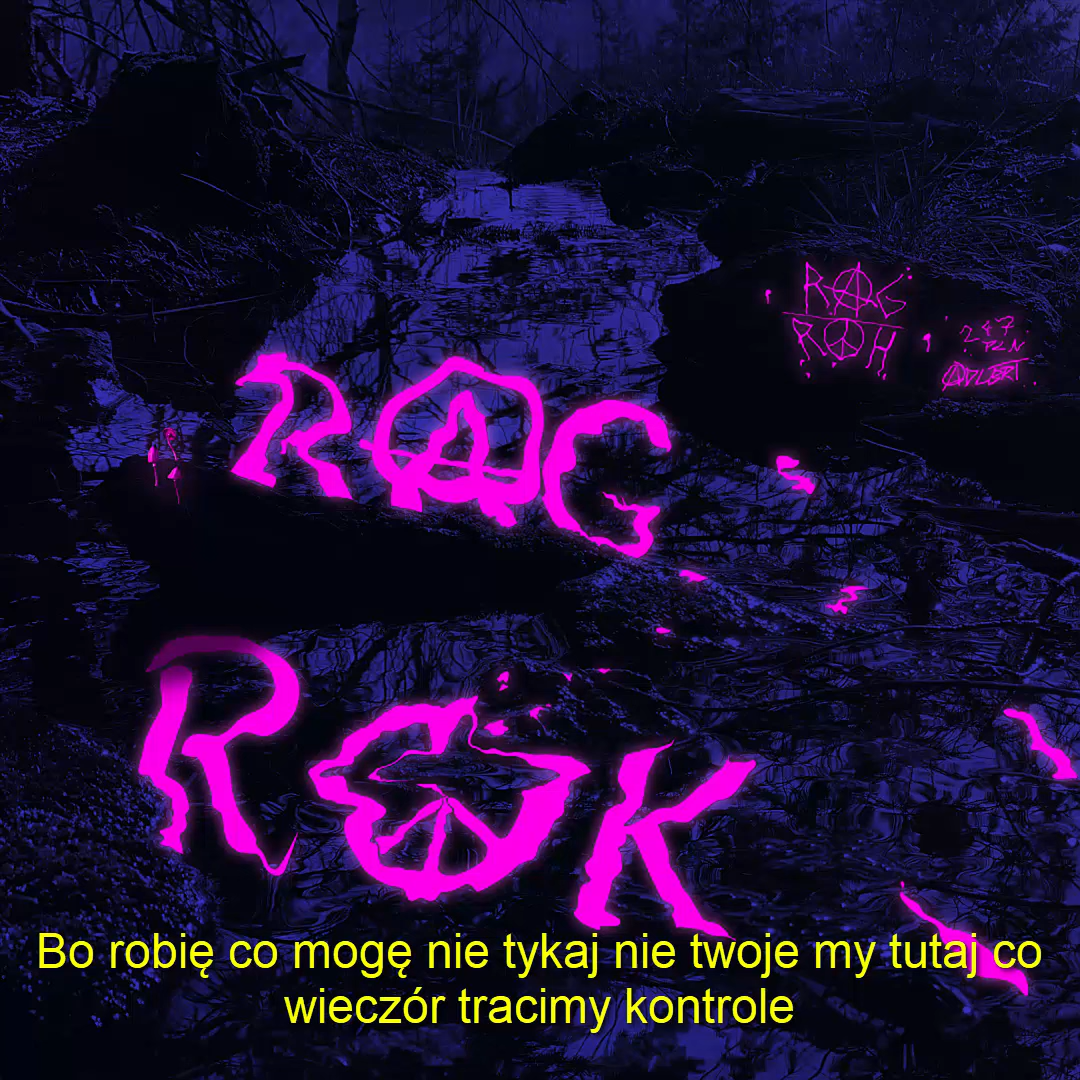 RAG
ROH
247
PLN
ADLERT
RAG
ROK
Bo robię co mogę nie tykaj nie twoje my tutaj co
wieczór tracimy kontrole